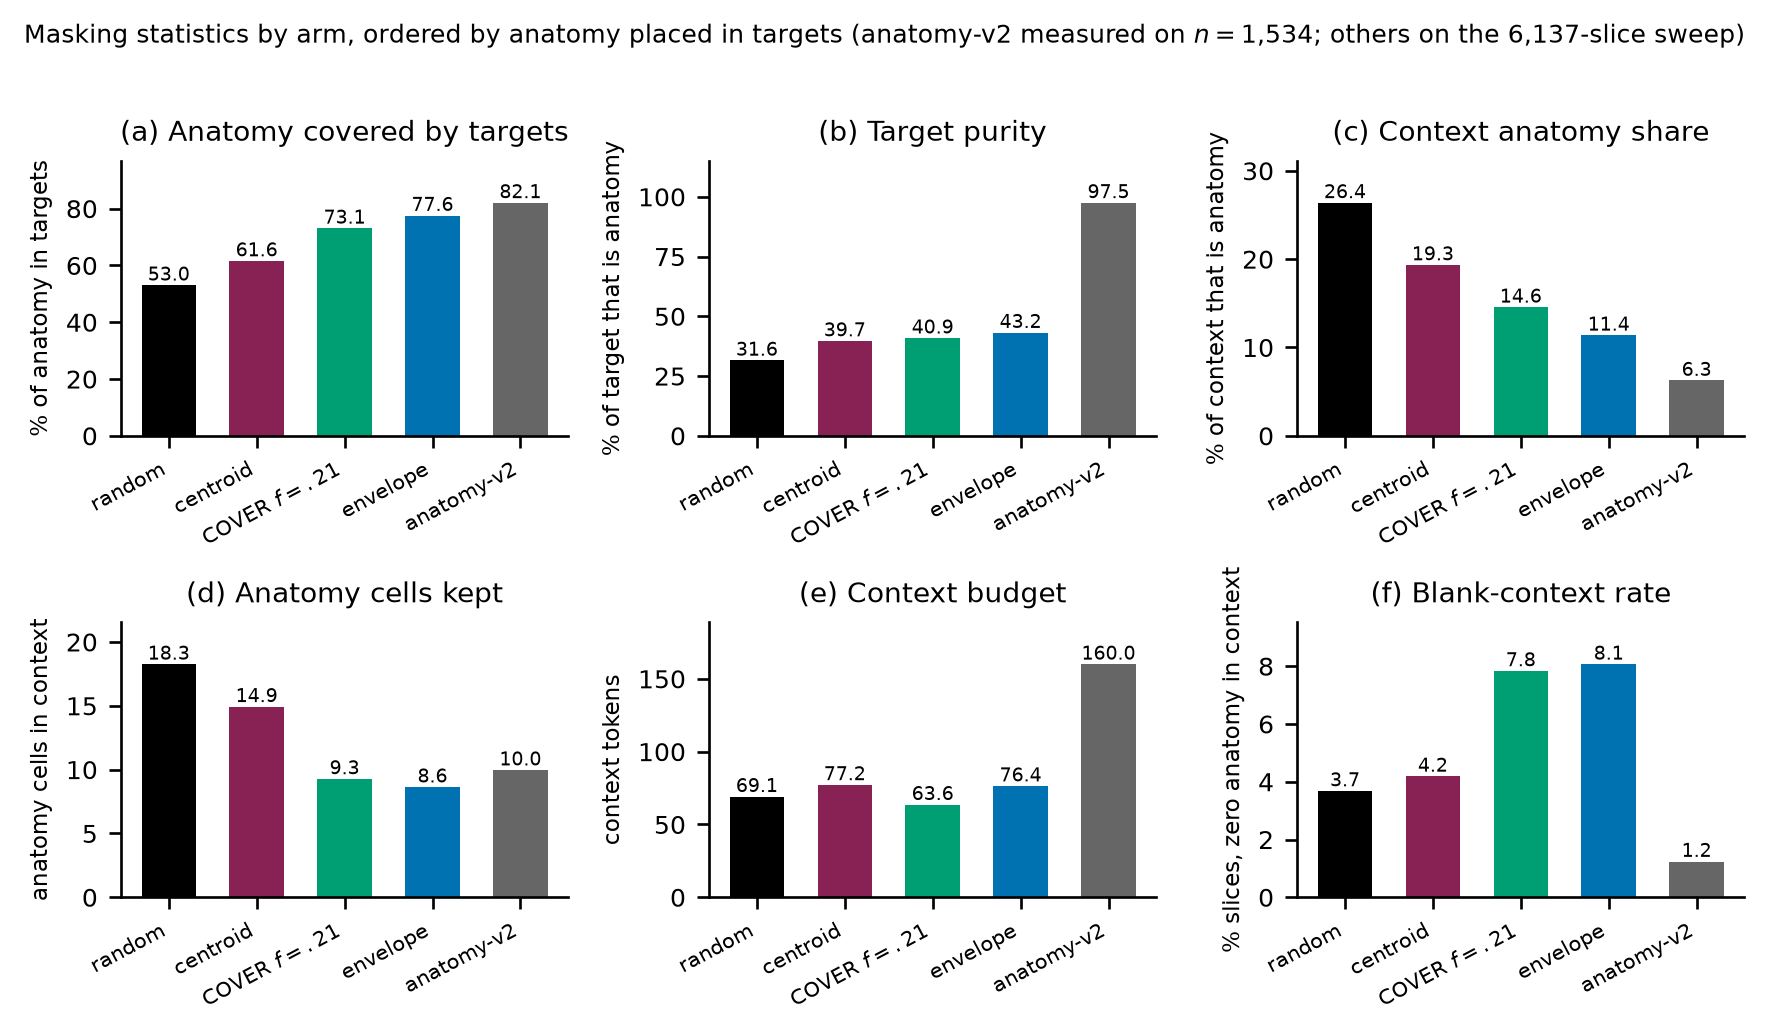 Masking statistics by arm, ordered by anatomy placed in targets (anatomy-v2 measured on n = 1,534; others on the 6,137-slice sweep)
(a) Anatomy covered by targets
% of anatomy in targets
80
60
40
20
0
53.0
61.6
73.1
77.6
82.1
random
centroid
COVER f = .21
envelope
anatomy-v2
(b) Target purity
% of target that is anatomy
100
75
50
25
0
31.6
39.7
40.9
43.2
97.5
random
centroid
COVER f = .21
envelope
anatomy-v2
(c) Context anatomy share
% of context that is anatomy
30
20
10
0
26.4
19.3
14.6
11.4
6.3
random
centroid
COVER f = .21
envelope
anatomy-v2
(d) Anatomy cells kept
anatomy cells in context
20
15
10
5
0
18.3
14.9
9.3
8.6
10.0
random
centroid
COVER f = .21
envelope
anatomy-v2
(e) Context budget
context tokens
150
100
50
0
69.1
77.2
63.6
76.4
160.0
random
centroid
COVER f = .21
envelope
anatomy-v2
(f) Blank-context rate
% slices, zero anatomy in context
8
6
4
2
0
3.7
4.2
7.8
8.1
1.2
random
centroid
COVER f = .21
envelope
anatomy-v2